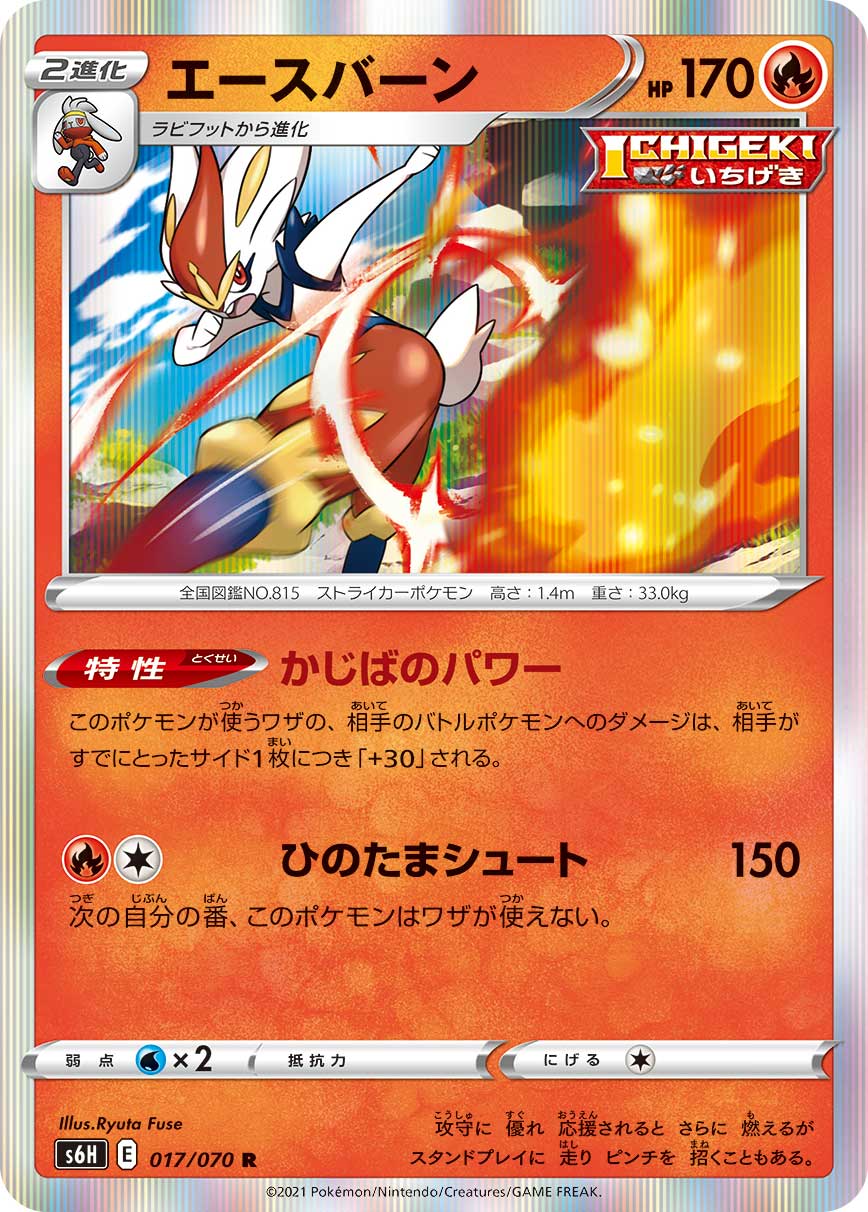 2進化
エースバーン
HP 170
ラビフットから進化
ICHIGEKI
いちげき
全国図鑑NO.815 ストライカーポケモン 高さ：1.4m 重さ：33.0kg
特性 とくせい かじばのパワー
このポケモンが使うワザの、相手のバトルポケモンへのダメージは、相手が
すでにとったサイド1枚につき「+30」される。
ひのたまシュート 150
次の自分の番、このポケモンはワザが使えない。
弱点 ×2 抵抗力 にげる
Illus.Ryuta Fuse
攻守に 優れ 応援されると さらに 燃えるが
スタンドプレイに 走り ピンチを 招くこともある。
s6H E 017/070 R
©2021 Pokémon/Nintendo/Creatures/GAME FREAK.